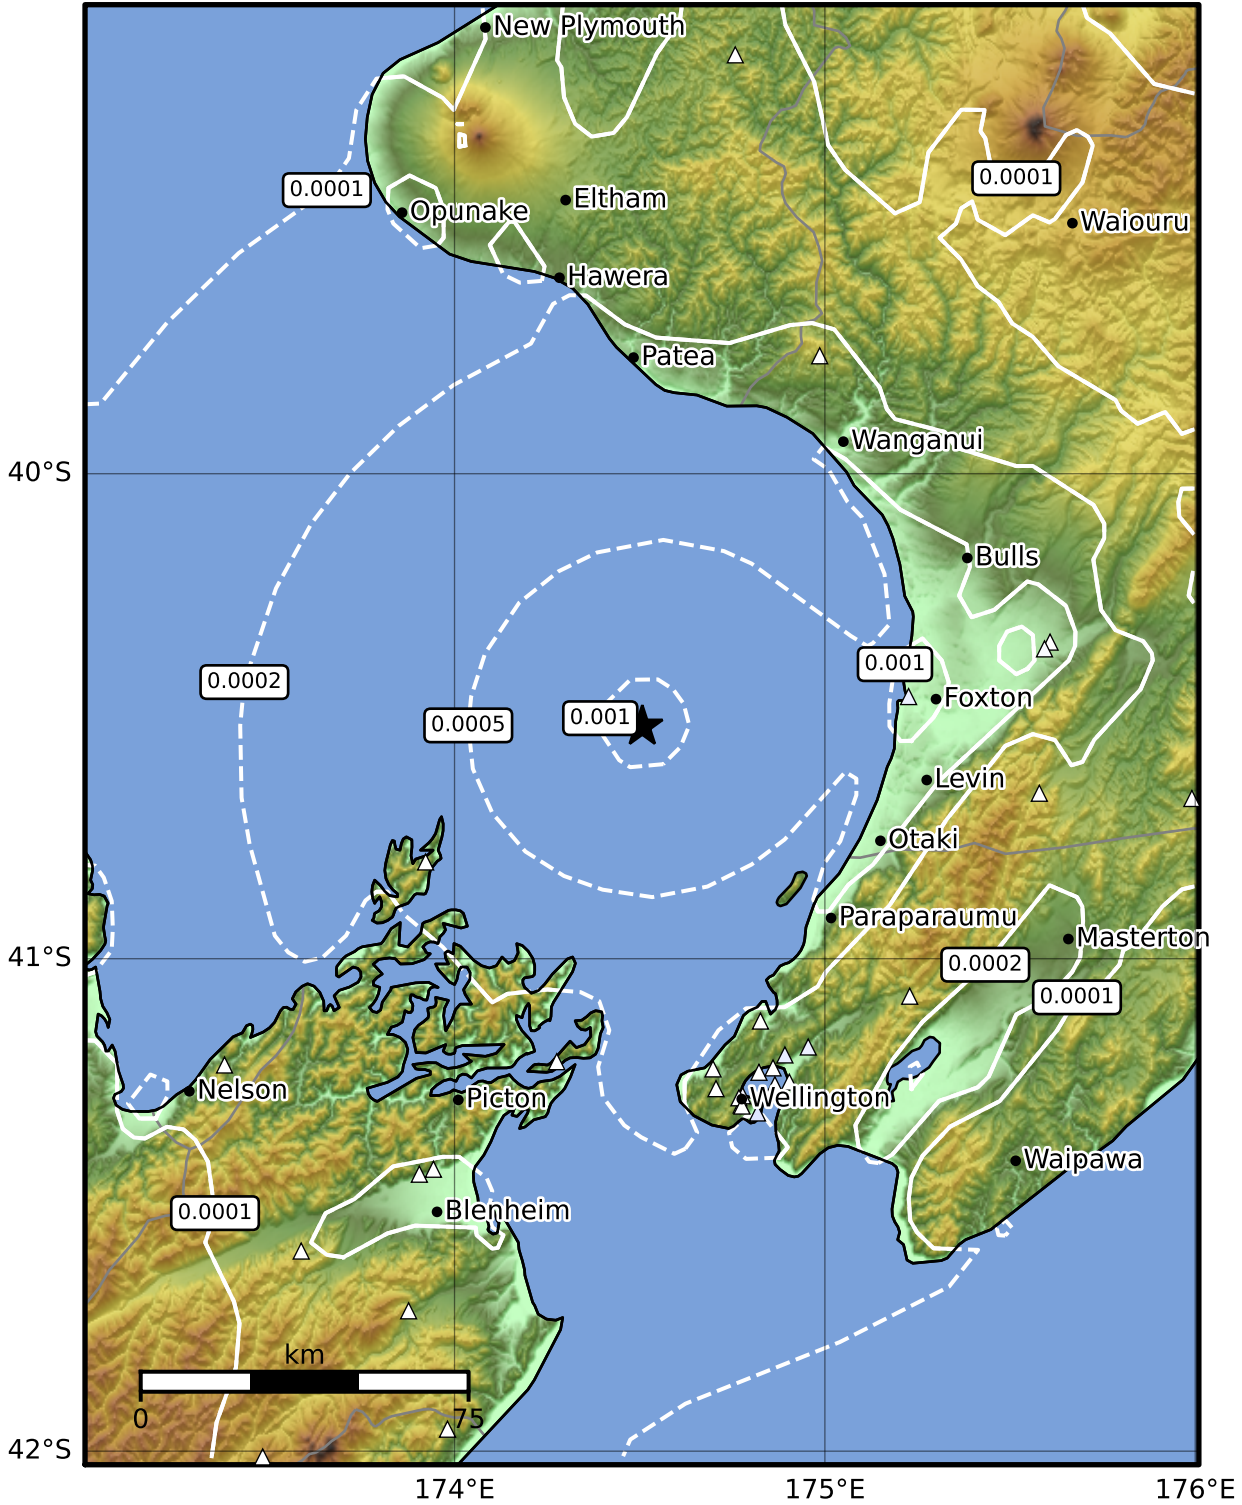 New Plymouth
0.0001
0.0001
Opunake
Eltham
Waiouru
Hawera
Patea
Wanganui
40°S
Bulls
0.001
0.0002
Foxton
0.0005
0.001
Levin
Otaki
Paraparaumu
Masterton
41°S
0.0002
0.0001
Nelson
Picton
Wellington
Waipawa
0.0001
Blenheim
km
0
75
42°S
174°E
175°E
176°E